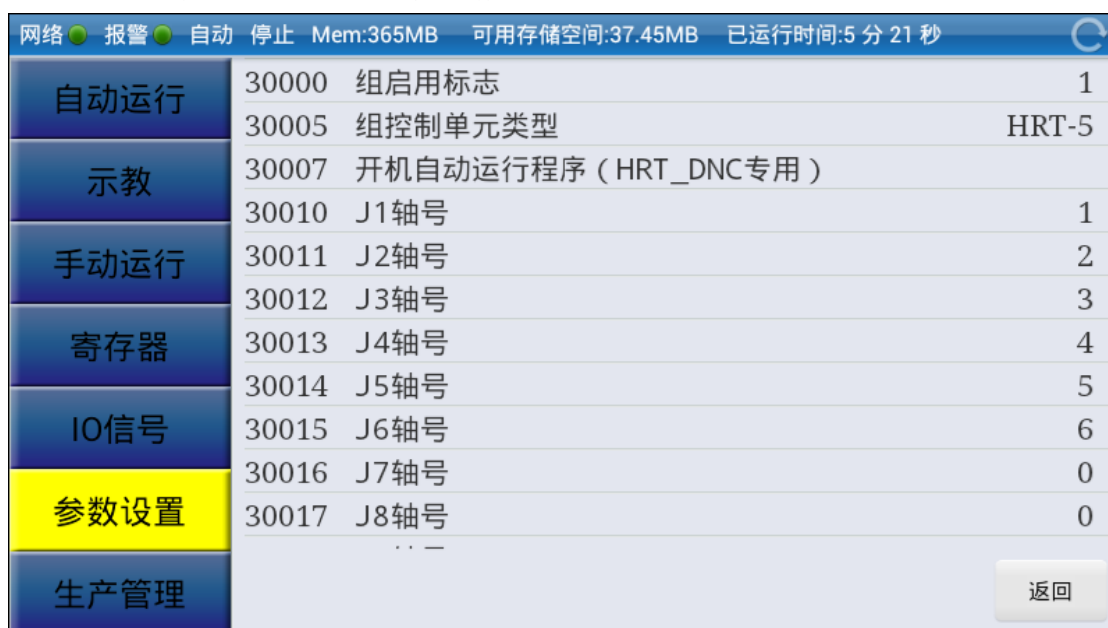 网络 报警 自动 停止 Mem:365MB 可用存储空间:37.45MB 已运行时间:5 分 21 秒
自动运行
示教
手动运行
寄存器
IO信号
参数设置
生产管理
30000 组启用标志 1
30005 组控制单元类型 HRT-5
30007 开机自动运行程序（HRT_DNC专用）
30010 J1轴号 1
30011 J2轴号 2
30012 J3轴号 3
30013 J4轴号 4
30014 J5轴号 5
30015 J6轴号 6
30016 J7轴号 0
30017 J8轴号 0
返回